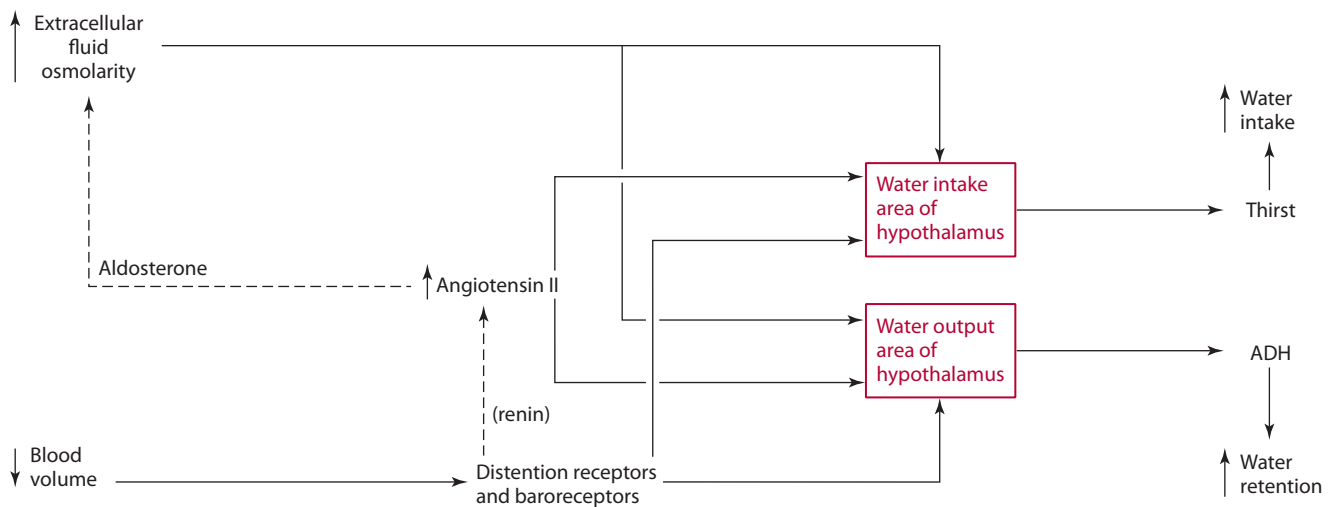 Extracellular
fluid
osmolarity
Water
intake
Water intake
area of
hypothalamus
Thirst
Aldosterone
Angiotensin II
Water output
area of
hypothalamus
ADH
(renin)
Blood
volume
Distention receptors
and baroreceptors
Water
retention